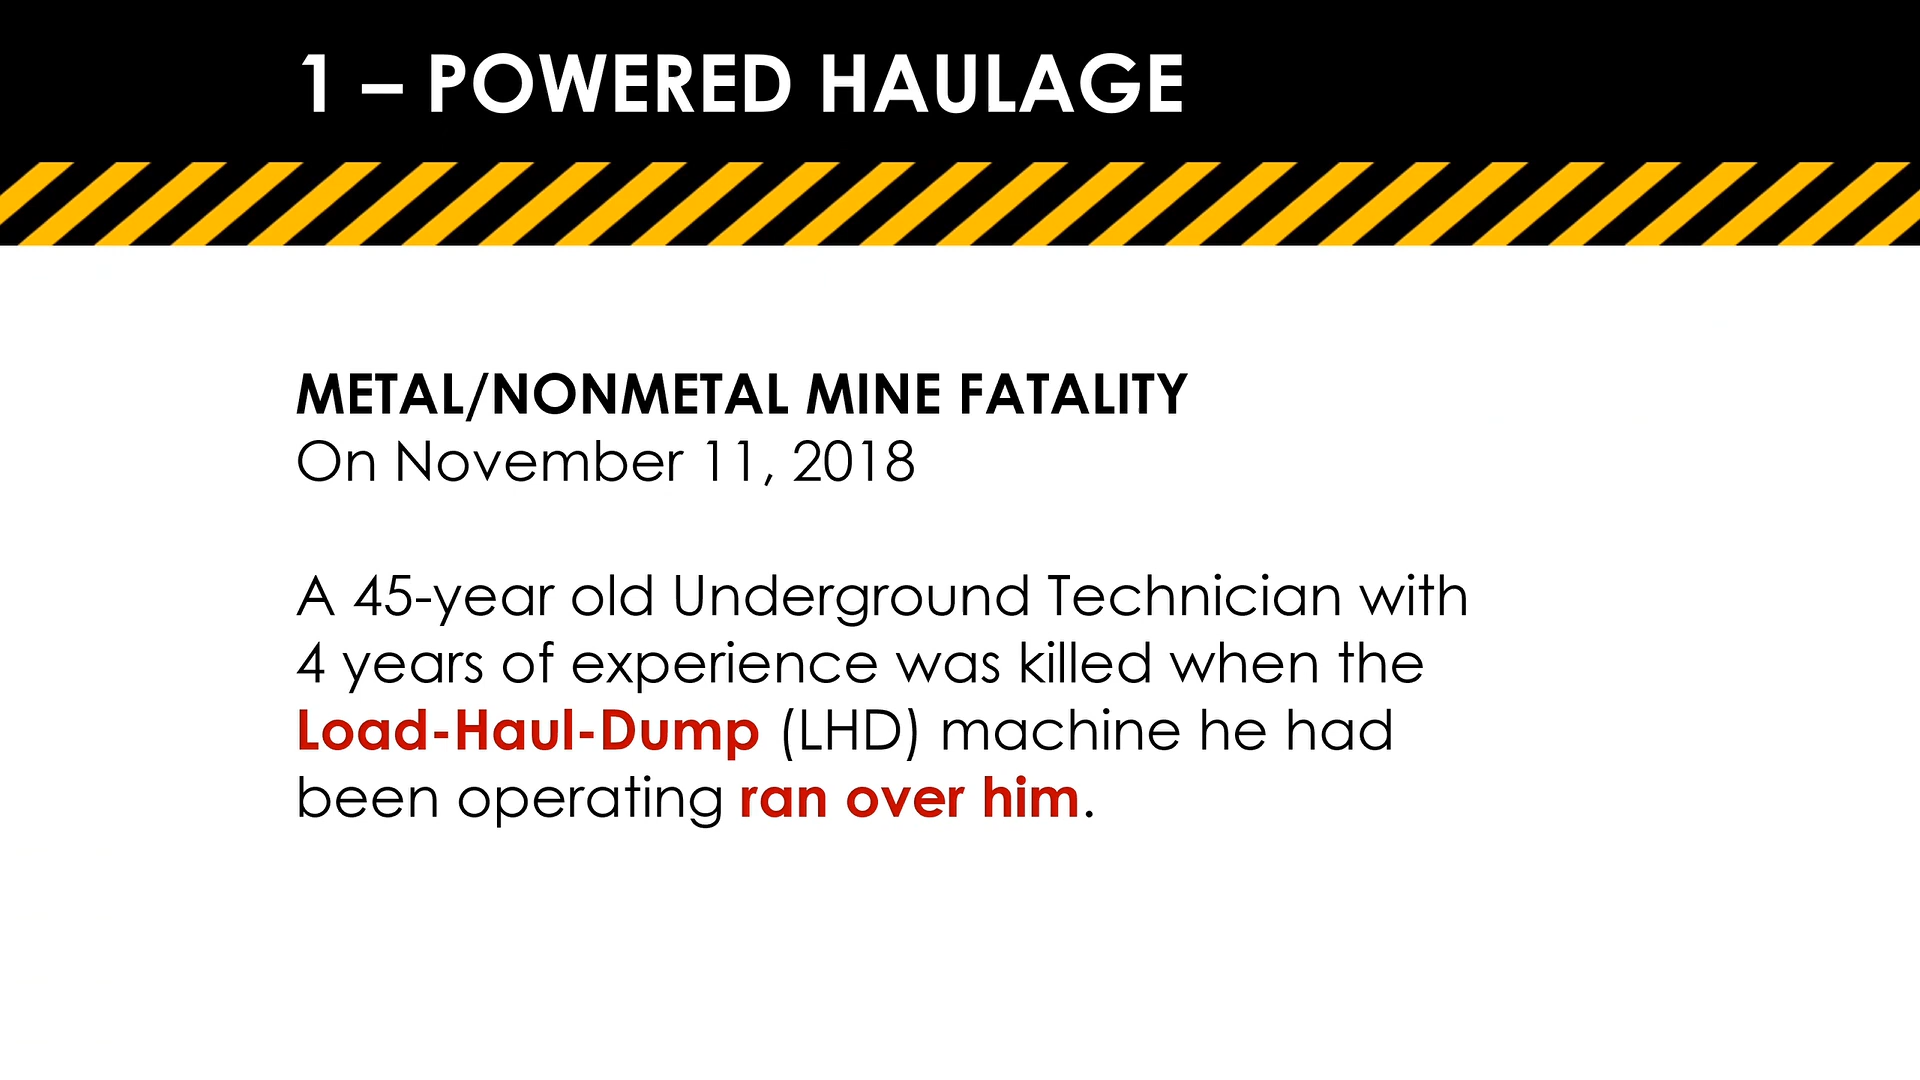 1 – POWERED HAULAGE
METAL/NONMETAL MINE FATALITY
On November 11, 2018
A 45-year old Underground Technician with
4 years of experience was killed when the
Load-Haul-Dump (LHD) machine he had
been operating ran over him.